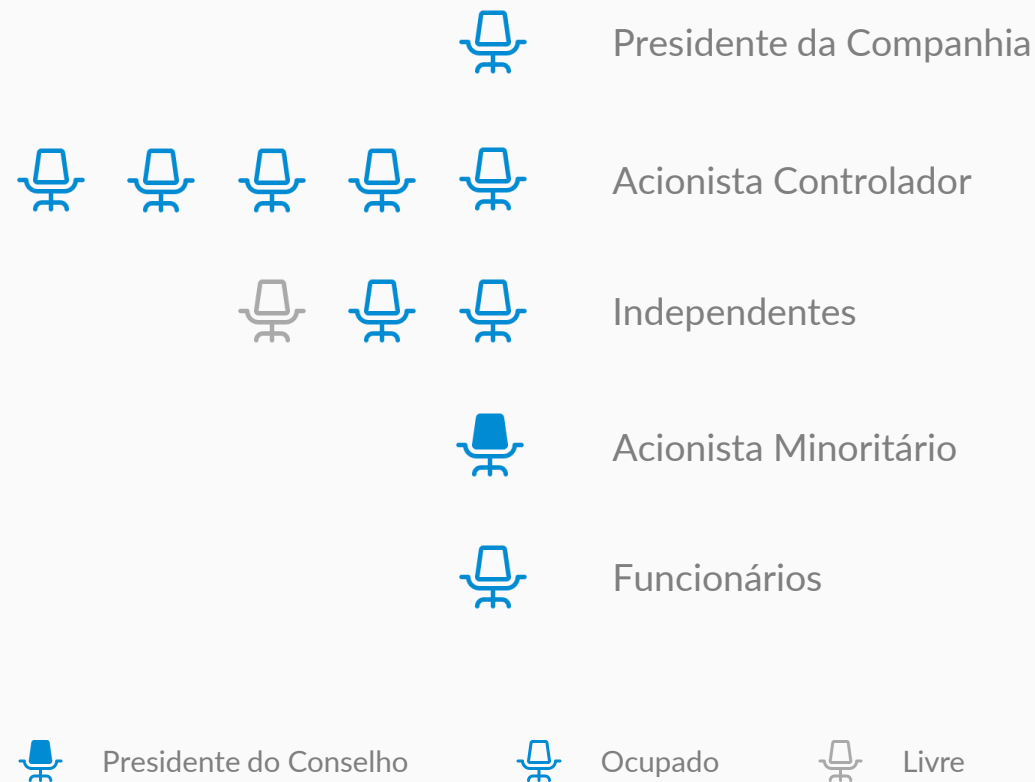 Presidente da Companhia
Acionista Controlador
Independentes
Acionista Minoritário
Funcionários
Presidente do Conselho
Ocupado
Livre